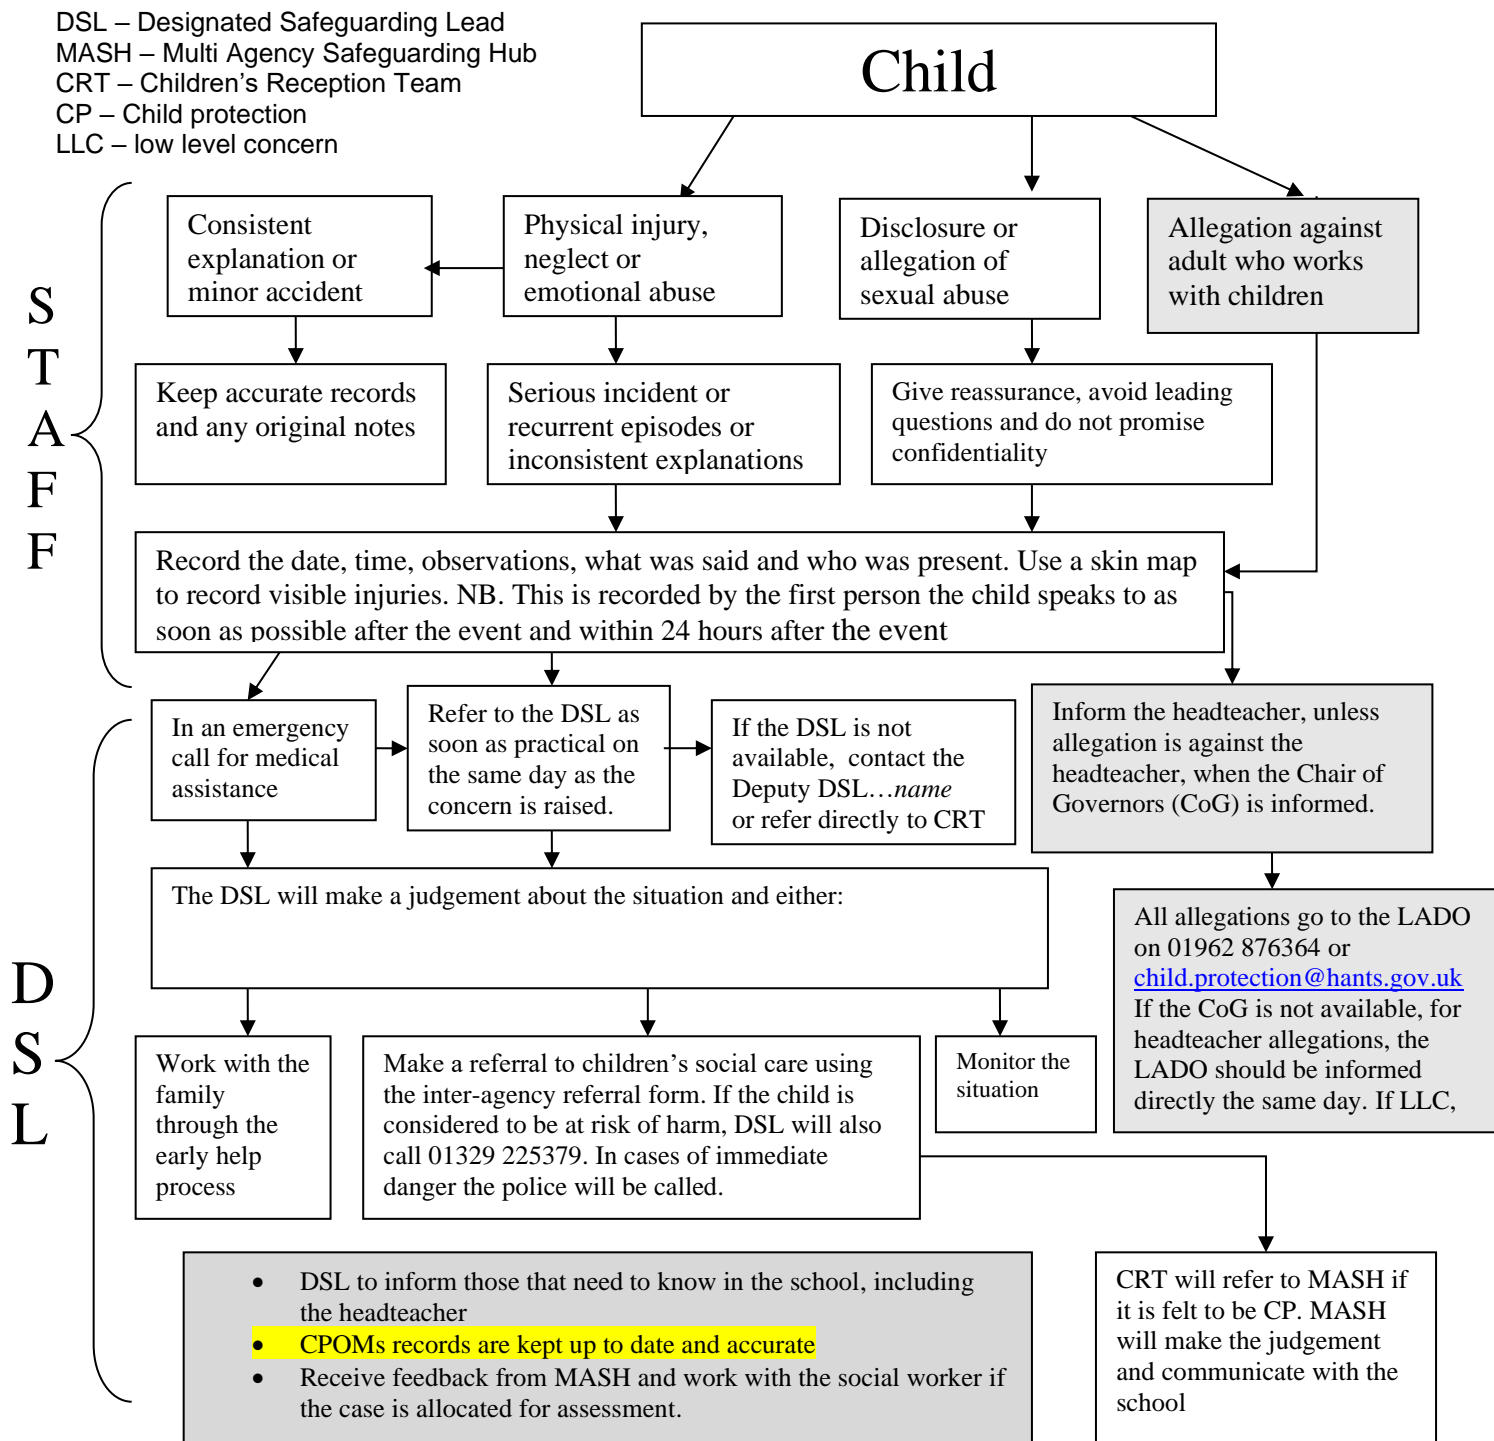 DSL – Designated Safeguarding Lead
MASH – Multi Agency Safeguarding Hub
CRT – Children's Reception Team
CP – Child protection
LLC – low level concern
Child
S
T
A
F
F
Consistent
explanation or
minor accident
Physical injury,
neglect or
emotional abuse
Disclosure or
allegation of
sexual abuse
Allegation against
adult who works
with children
Keep accurate records
and any original notes
Serious incident or
recurrent episodes or
inconsistent explanations
Give reassurance, avoid leading
questions and do not promise
confidentiality
Record the date, time, observations, what was said and who was present. Use a skin map
to record visible injuries. NB. This is recorded by the first person the child speaks to as
soon as possible after the event and within 24 hours after the event
D
S
L
In an emergency
call for medical
assistance
Refer to the DSL as
soon as practical on
the same day as the
concern is raised.
If the DSL is not
available, contact the
Deputy DSL…name
or refer directly to CRT
Inform the headteacher, unless
allegation is against the
headteacher, when the Chair of
Governors (CoG) is informed.
The DSL will make a judgement about the situation and either:
All allegations go to the LADO
on 01962 876364 or
child.protection@hants.gov.uk
If the CoG is not available, for
headteacher allegations, the
LADO should be informed
directly the same day. If LLC,
Work with the
family
through the
early help
process
Make a referral to children's social care using
the inter-agency referral form. If the child is
considered to be at risk of harm, DSL will also
call 01329 225379. In cases of immediate
danger the police will be called.
Monitor the
situation
• DSL to inform those that need to know in the school, including
the headteacher
• CPOMs records are kept up to date and accurate
• Receive feedback from MASH and work with the social worker if
the case is allocated for assessment.
CRT will refer to MASH if
it is felt to be CP. MASH
will make the judgement
and communicate with the
school